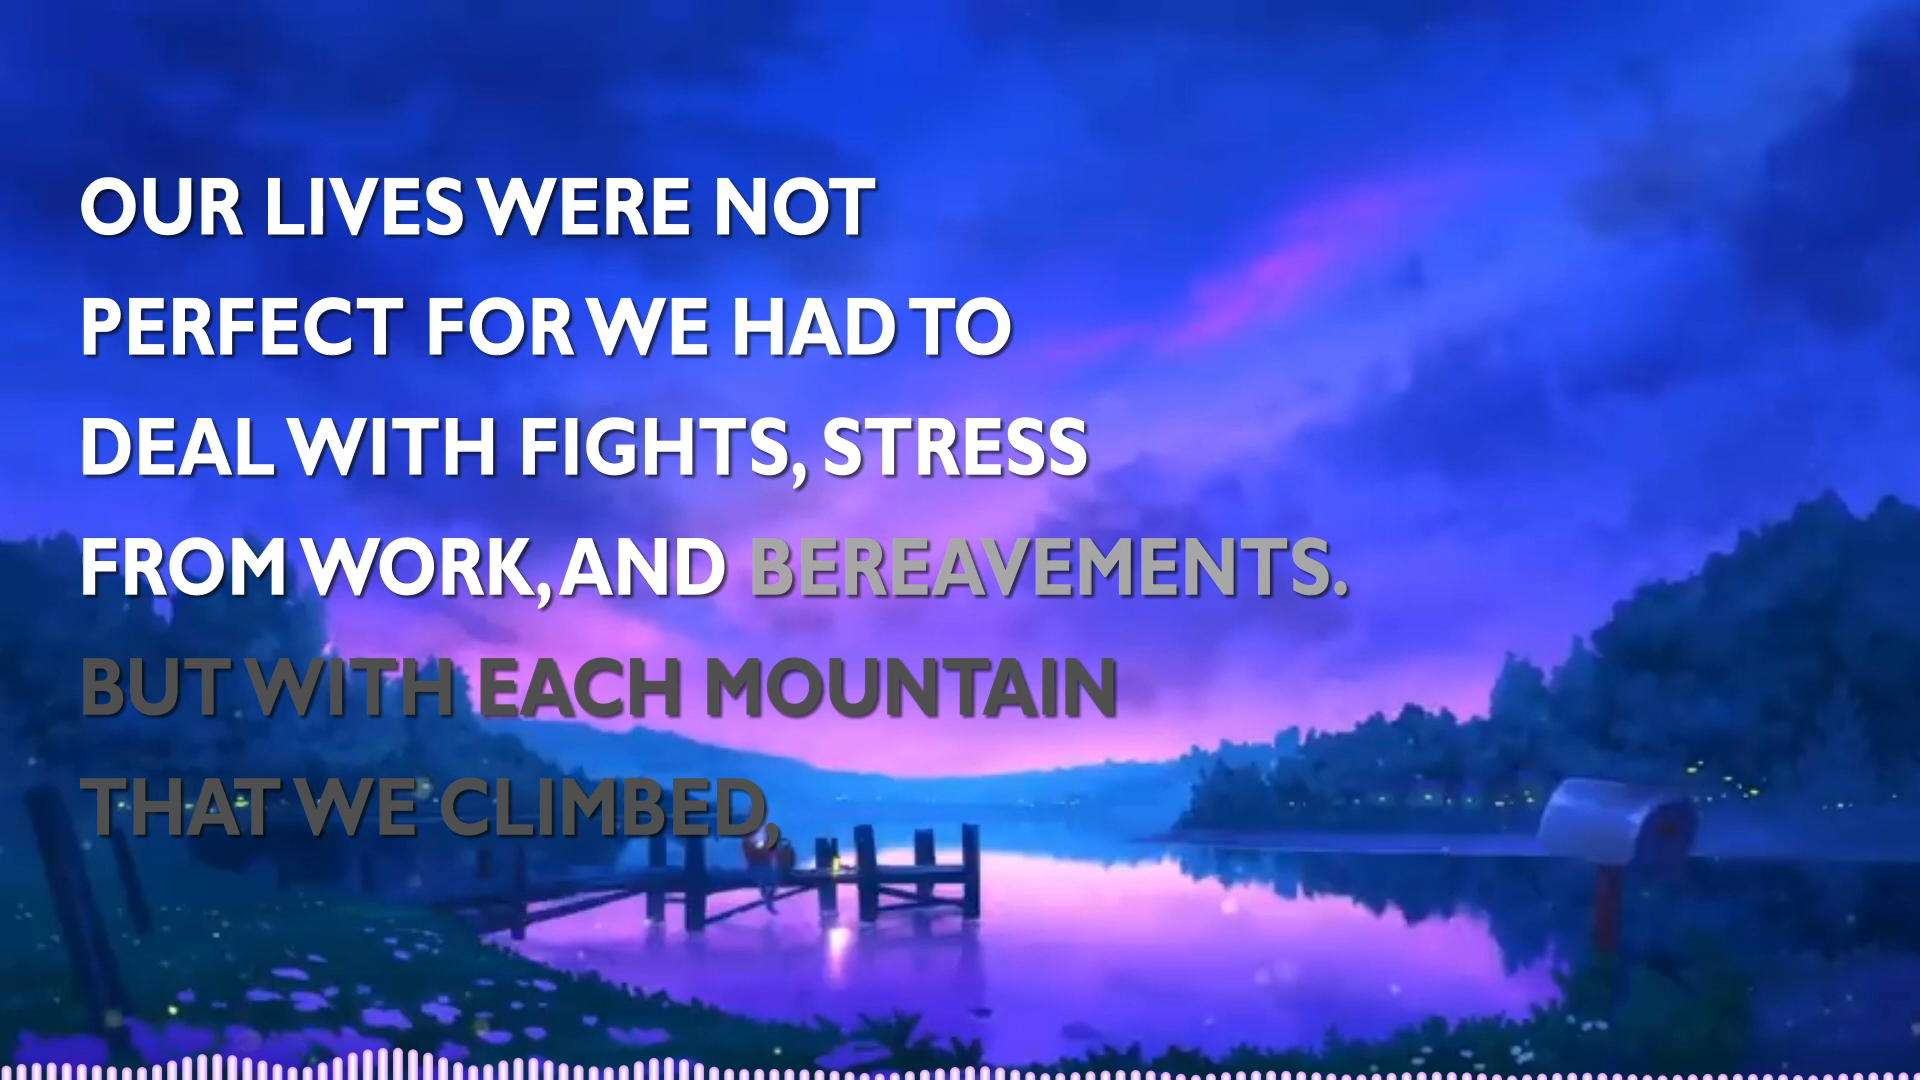 OUR LIVES WERE NOT
PERFECT FOR WE HAD TO
DEAL WITH FIGHTS, STRESS
FROM WORK, AND BEREAVEMENTS.
BUT WITH EACH MOUNTAIN
THAT WE CLIMBED,